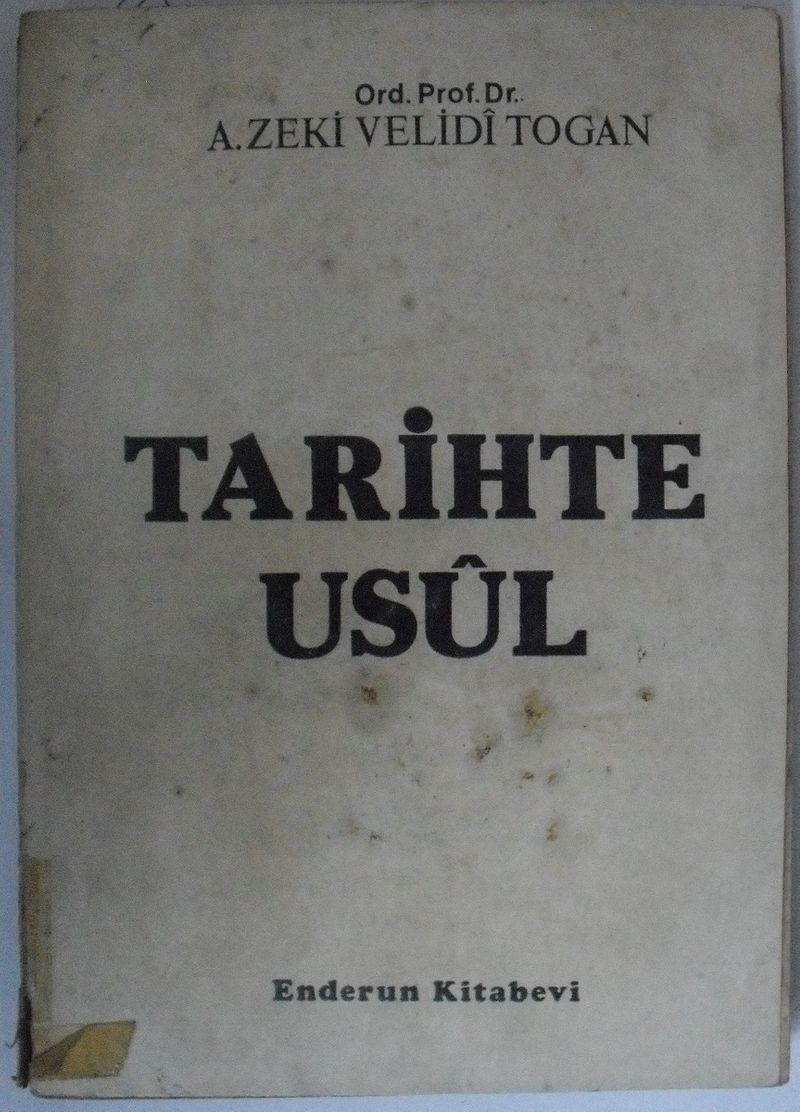 Ord. Prof. Dr.
A. ZEKİ VELİDÎ TOGAN
TARİHTE
USÛL
Enderun Kitabevi